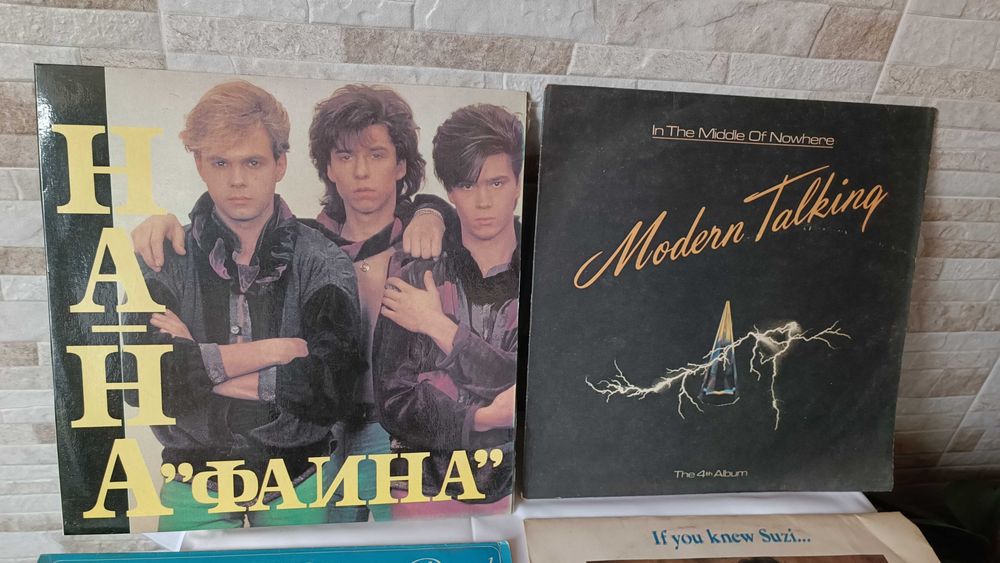 НА-НА
"ФАИНА"
In The Middle Of Nowhere
Modern Talking
The 4th Album
If you knew Suzi...